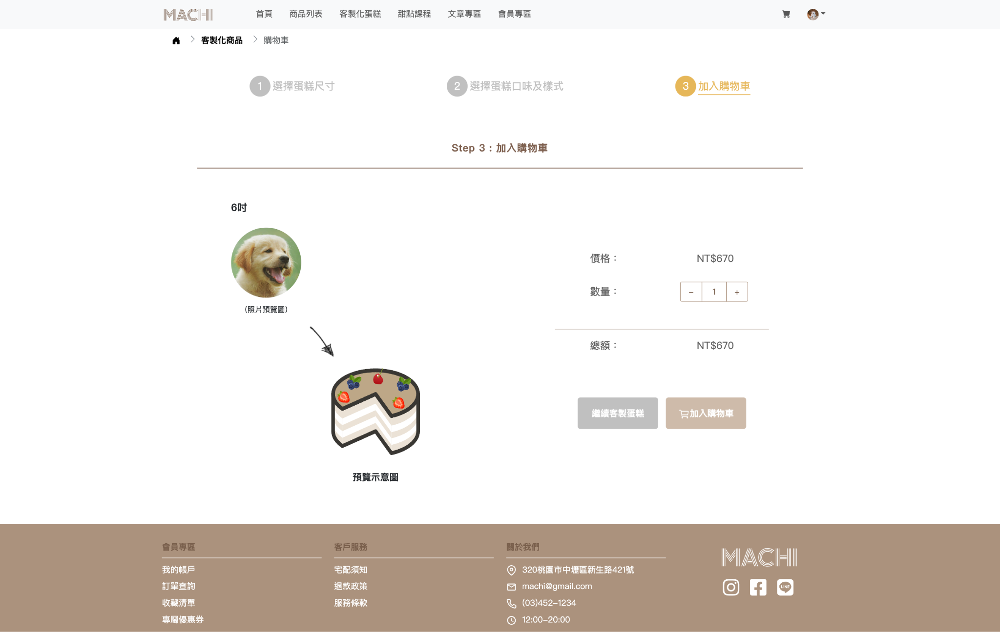 MACHI
首頁
商品列表
客製化蛋糕
甜點課程
文章專區
會員專區
客製化商品
購物車
1 選擇蛋糕尺寸
2 選擇蛋糕口味及樣式
3 加入購物車
Step 3：加入購物車
6吋
(照片預覽圖)
預覽示意圖
價格： NT$670
數量： − 1 +
總額： NT$670
繼續客製蛋糕
加入購物車
會員專區
我的帳戶
訂單查詢
收藏清單
專屬優惠券
客戶服務
宅配須知
退款政策
服務條款
關於我們
320桃園市中壢區新生路421號
machi@gmail.com
(03)452-1234
12:00-20:00
MACHI
LINE